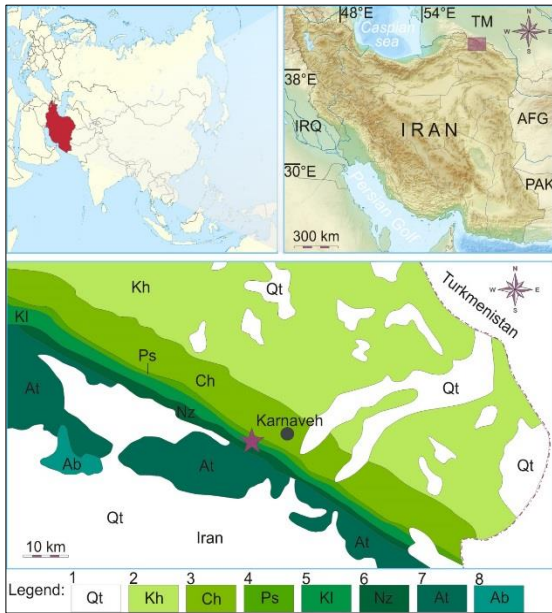 48°E
54°E
TM
Caspian
sea
N
W E
S
38°E
IRQ
IRAN
AFG
30°E
PAK
Persian Golf
300 km
Kh
Qt
N
W E
S
Turkmenistan
Kl
Ps
At
Ch
Qt
Nz
Karnaveh
Qt
Ab
At
Qt
Iran
At
10 km
Legend:
1 2 3 4 5 6 7 8
Qt Kh Ch Ps Kl Nz At Ab